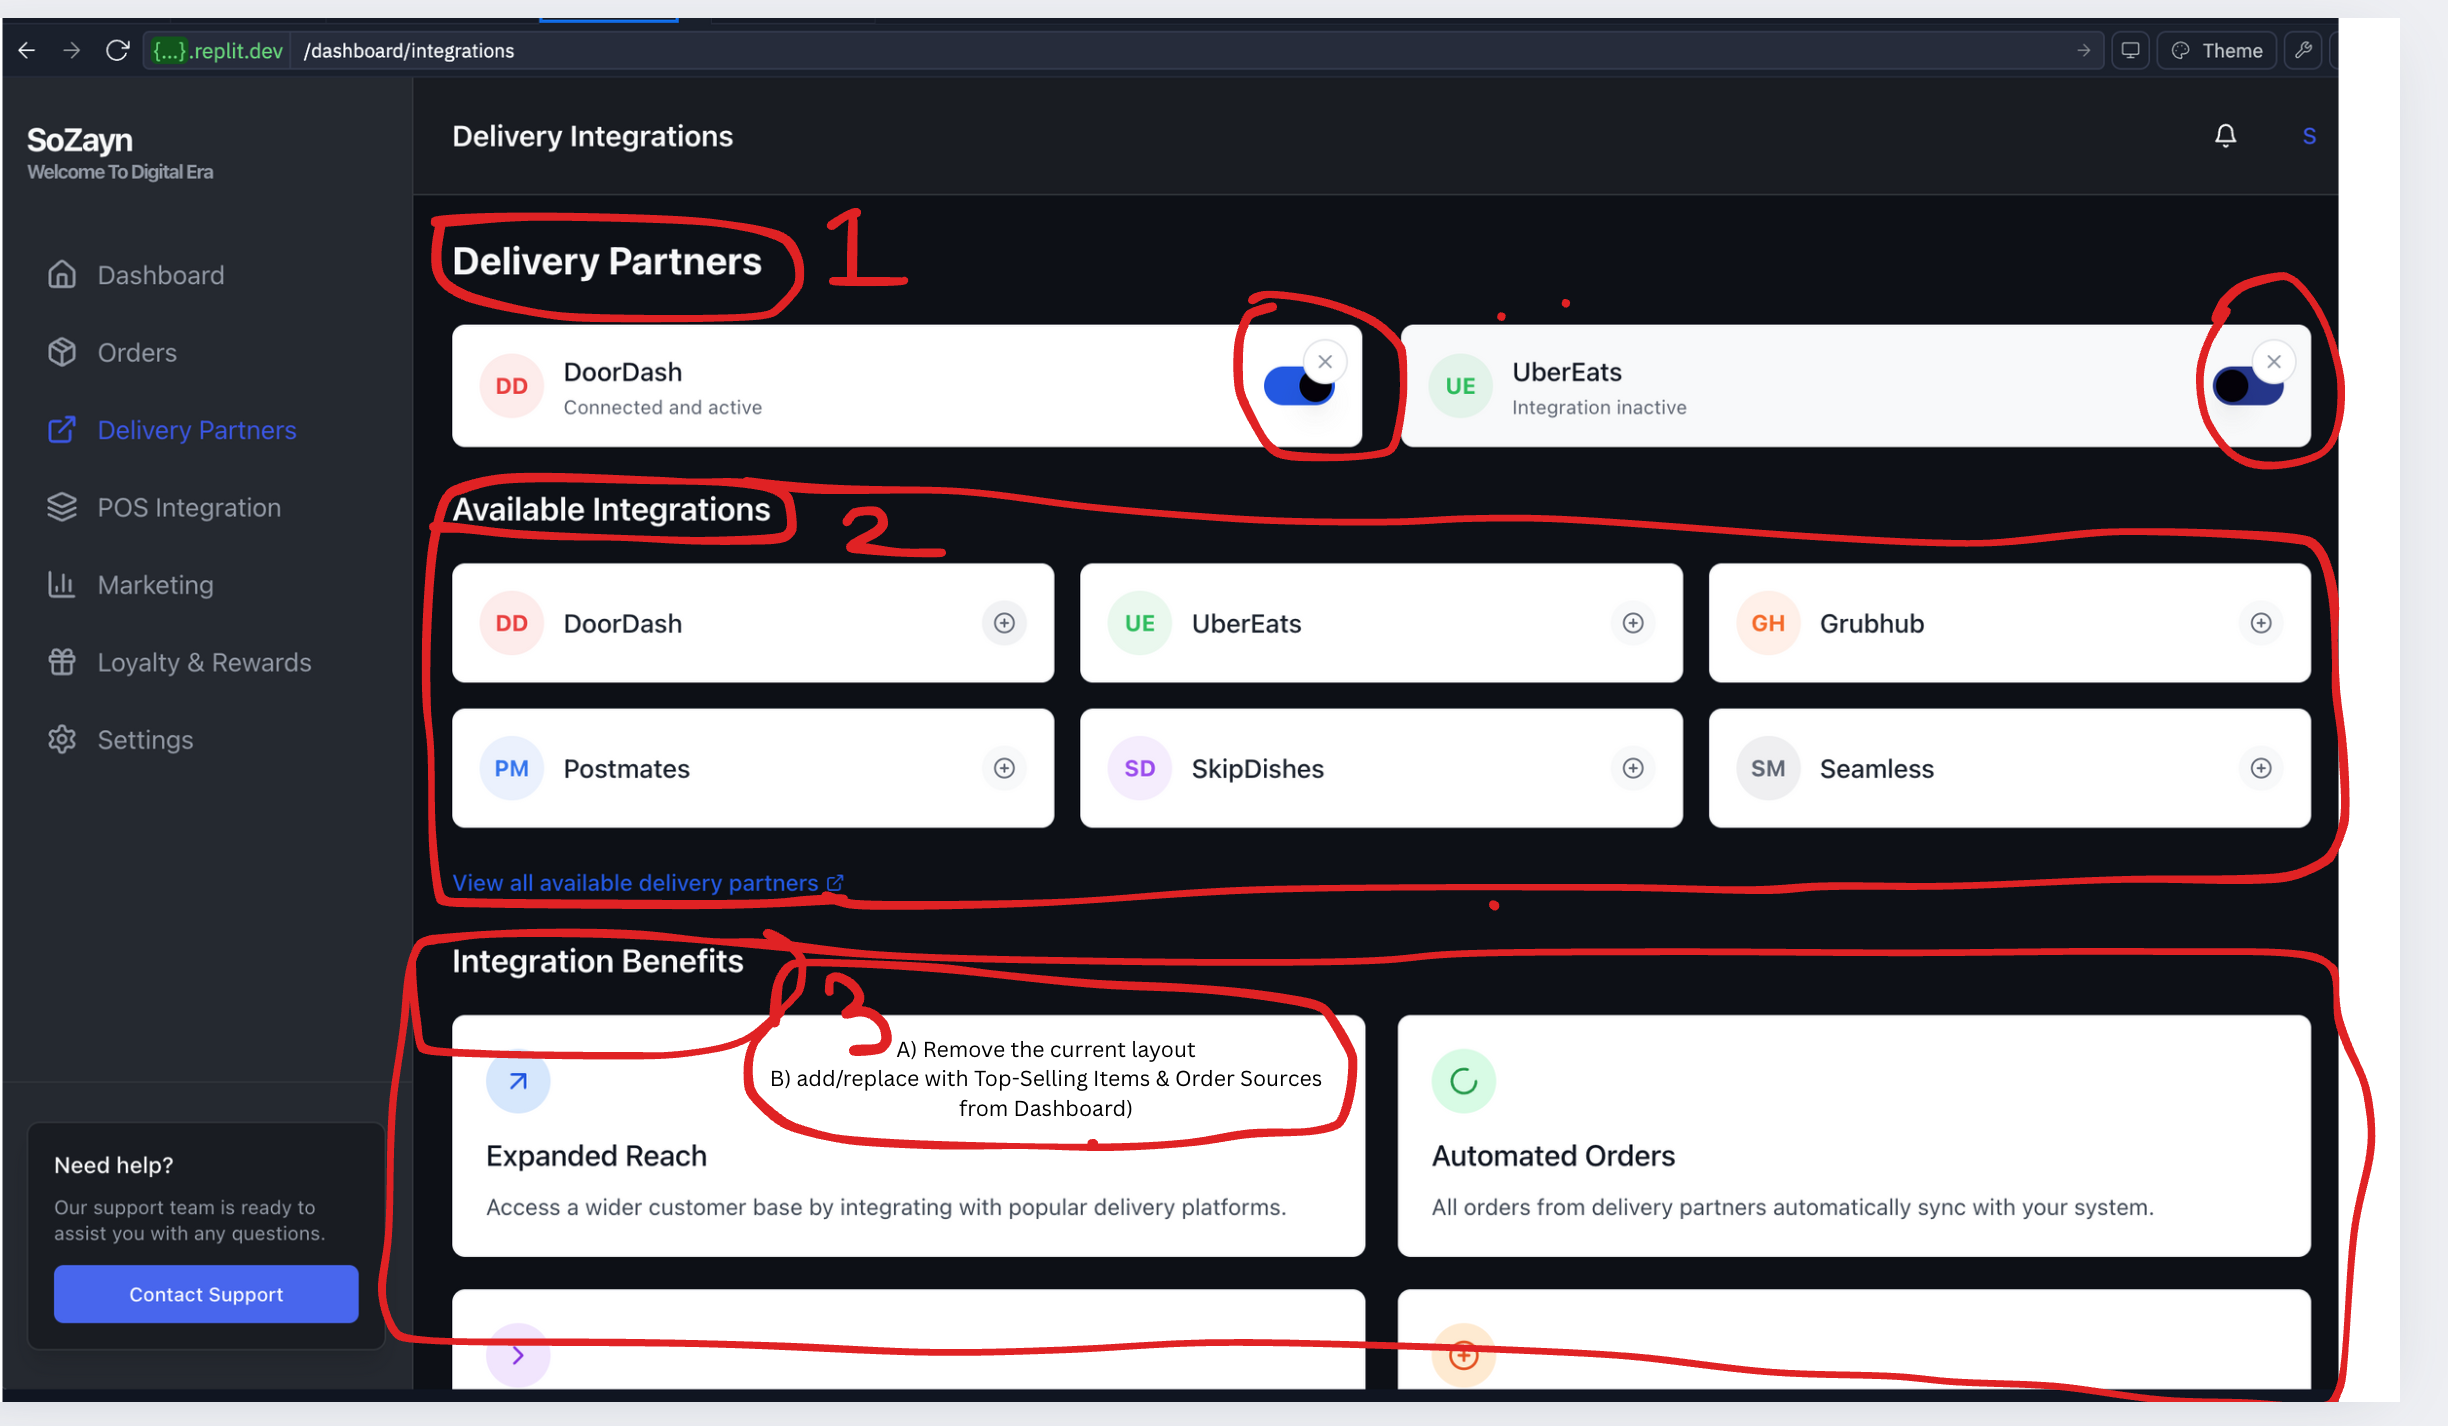 {...}.replit.dev /dashboard/integrations
Theme
SoZayn
Welcome To Digital Era
Dashboard
Orders
Delivery Partners
POS Integration
Marketing
Loyalty & Rewards
Settings
Need help?
Our support team is ready to
assist you with any questions.
Contact Support
Delivery Integrations
S
Delivery Partners
1
DD
DoorDash
Connected and active
UE
UberEats
Integration inactive
Available Integrations
2
DD DoorDash
UE UberEats
GH Grubhub
PM Postmates
SD SkipDishes
SM Seamless
View all available delivery partners
Integration Benefits
3
A) Remove the current layout
B) add/replace with Top-Selling Items & Order Sources
from Dashboard)
Expanded Reach
Access a wider customer base by integrating with popular delivery platforms.
Automated Orders
All orders from delivery partners automatically sync with your system.